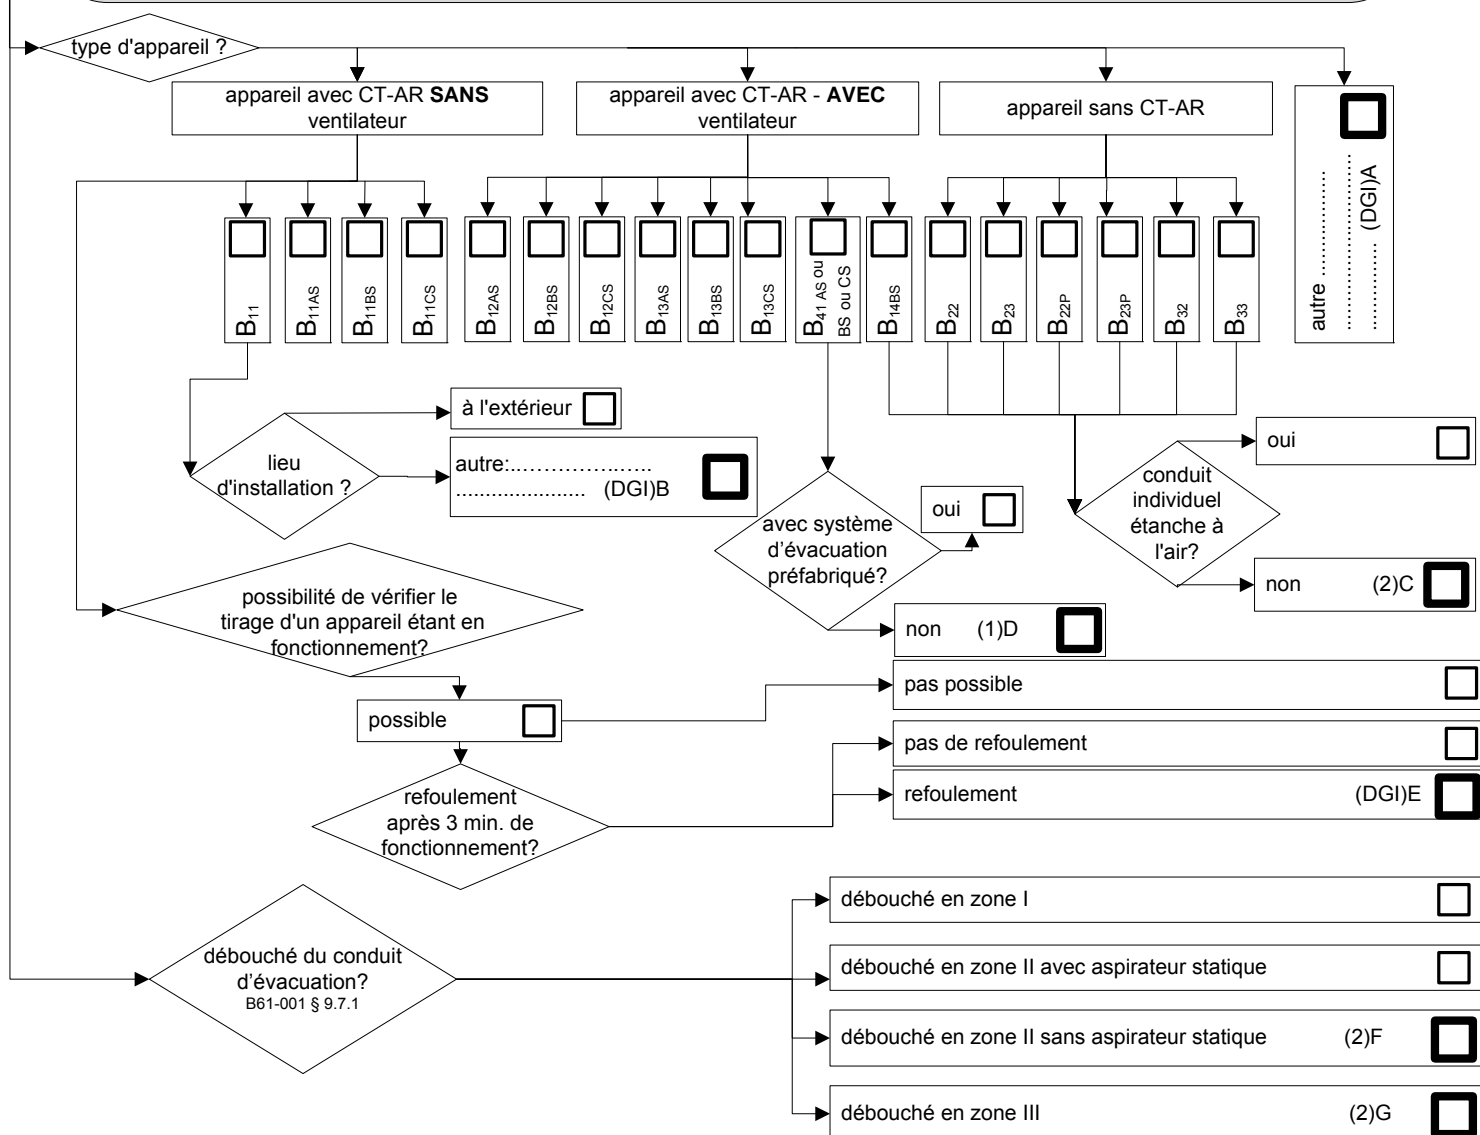 type d'appareil ?
appareil avec CT-AR SANS
ventilateur
appareil avec CT-AR - AVEC
ventilateur
appareil sans CT-AR
autre ................
................................
................ (DGI)A
B11
B11AS
B11BS
B11CS
B12AS
B12BS
B12CS
B13AS
B13BS
B13CS
B41 AS ou
BS ou CS
B14BS
B22
B23
B22P
B23P
B32
B33
lieu
d'installation ?
à l'extérieur
autre:.....................
...................... (DGI)B
avec système
d'évacuation
préfabriqué?
oui
non (1)D
conduit
individuel
étanche à
l'air?
oui
non (2)C
possibilité de vérifier le
tirage d'un appareil étant en
fonctionnement?
possible
pas possible
refoulement
après 3 min. de
fonctionnement?
pas de refoulement
refoulement (DGI)E
débouché du conduit
d'évacuation?
B61-001 § 9.7.1
débouché en zone I
débouché en zone II avec aspirateur statique
débouché en zone II sans aspirateur statique (2)F
débouché en zone III (2)G